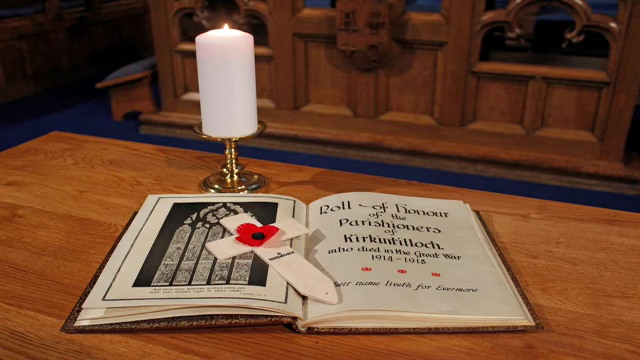 Roll of Honour
of the
Parishioners
of
Kirkintilloch
who died in the Great War
1914-1918
Their name liveth for Evermore